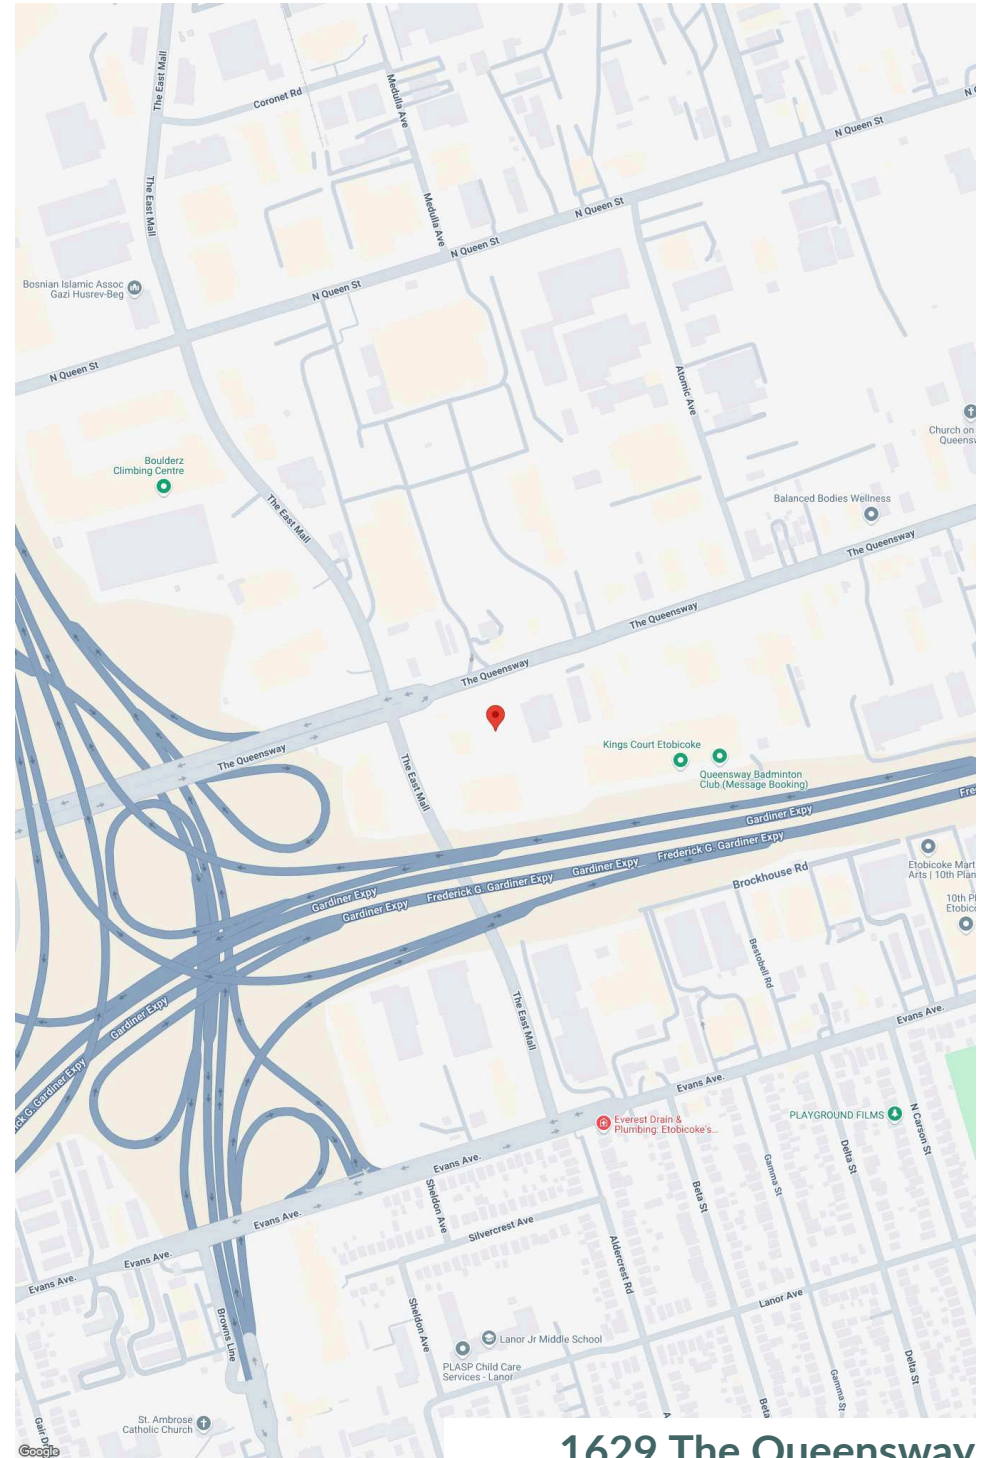 The East Mall
Coronet Rd
Medulla Ave
N Queen St
The East Mall
Medulla Ave
N Queen St
N Queen St
Bosnian Islamic Assoc
Gazi Husrev-Beg
N Queen St
N Queen St
Atomic Ave
Church on
Boulderz
Climbing Centre
The East Mall
Balanced Bodies Wellness
The Queensway
The Queensway
The Queensway
The Queensway
Kings Court Etobicoke
Queensway Badminton
Club (Message Booking)
The East Mall
Gardiner Expy
Frederick G. Gardiner Expy
Gardiner Expy
Frederick G. Gardiner Expy
Gardiner Expy
Gardiner Expy
Brockhouse Rd
Etobicoke Mart
Arts | 10th Plan
Bestobell Rd
The East Mall
Gardiner Expy
Evans Ave.
Evans Ave.
Everest Drain &
Plumbing: Etobicoke's...
PLAYGROUND FILMS
N Carson St
Delta St
Gamma St
Beta St
Evans Ave.
Sheldon Ave
Silvercrest Ave
Evans Ave.
Evans Ave.
Evans Ave.
Aldercrest Rd
Lanor Ave
Browns Line
Sheldon Ave
Lanor Jr Middle School
PLASP Child Care
Services - Lanor
Delta St
Gamma St
Beta
St. Ambrose
Catholic Church
Google
1629 The Queensway